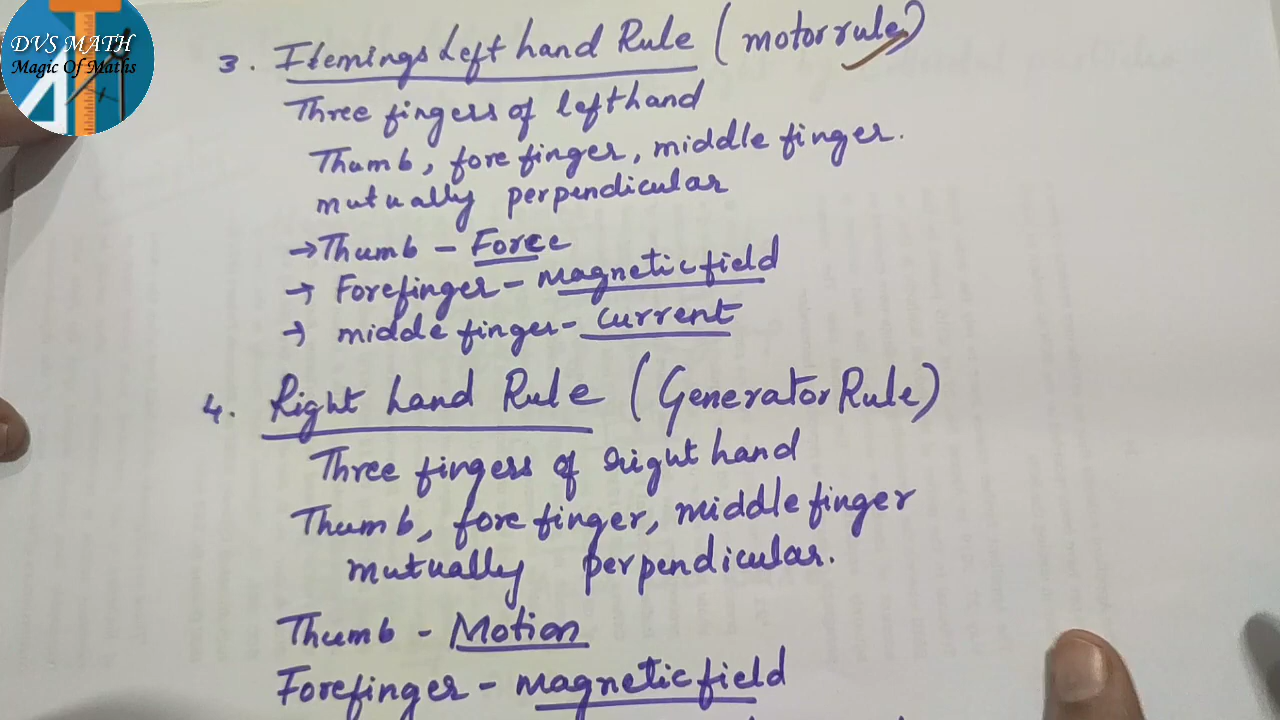 DVS MATH
Magic Of Maths
3. Flemings Left hand Rule (motor rule)
Three fingers of left hand
Thumb, fore finger, middle finger.
mutually perpendicular
→ Thumb - Force
→ Forefinger - magnetic field
→ middle finger - current
4. Right hand Rule (Generator Rule)
Three fingers of right hand
Thumb, fore finger, middle finger
mutually perpendicular.
Thumb - Motion
Forefinger - magnetic field